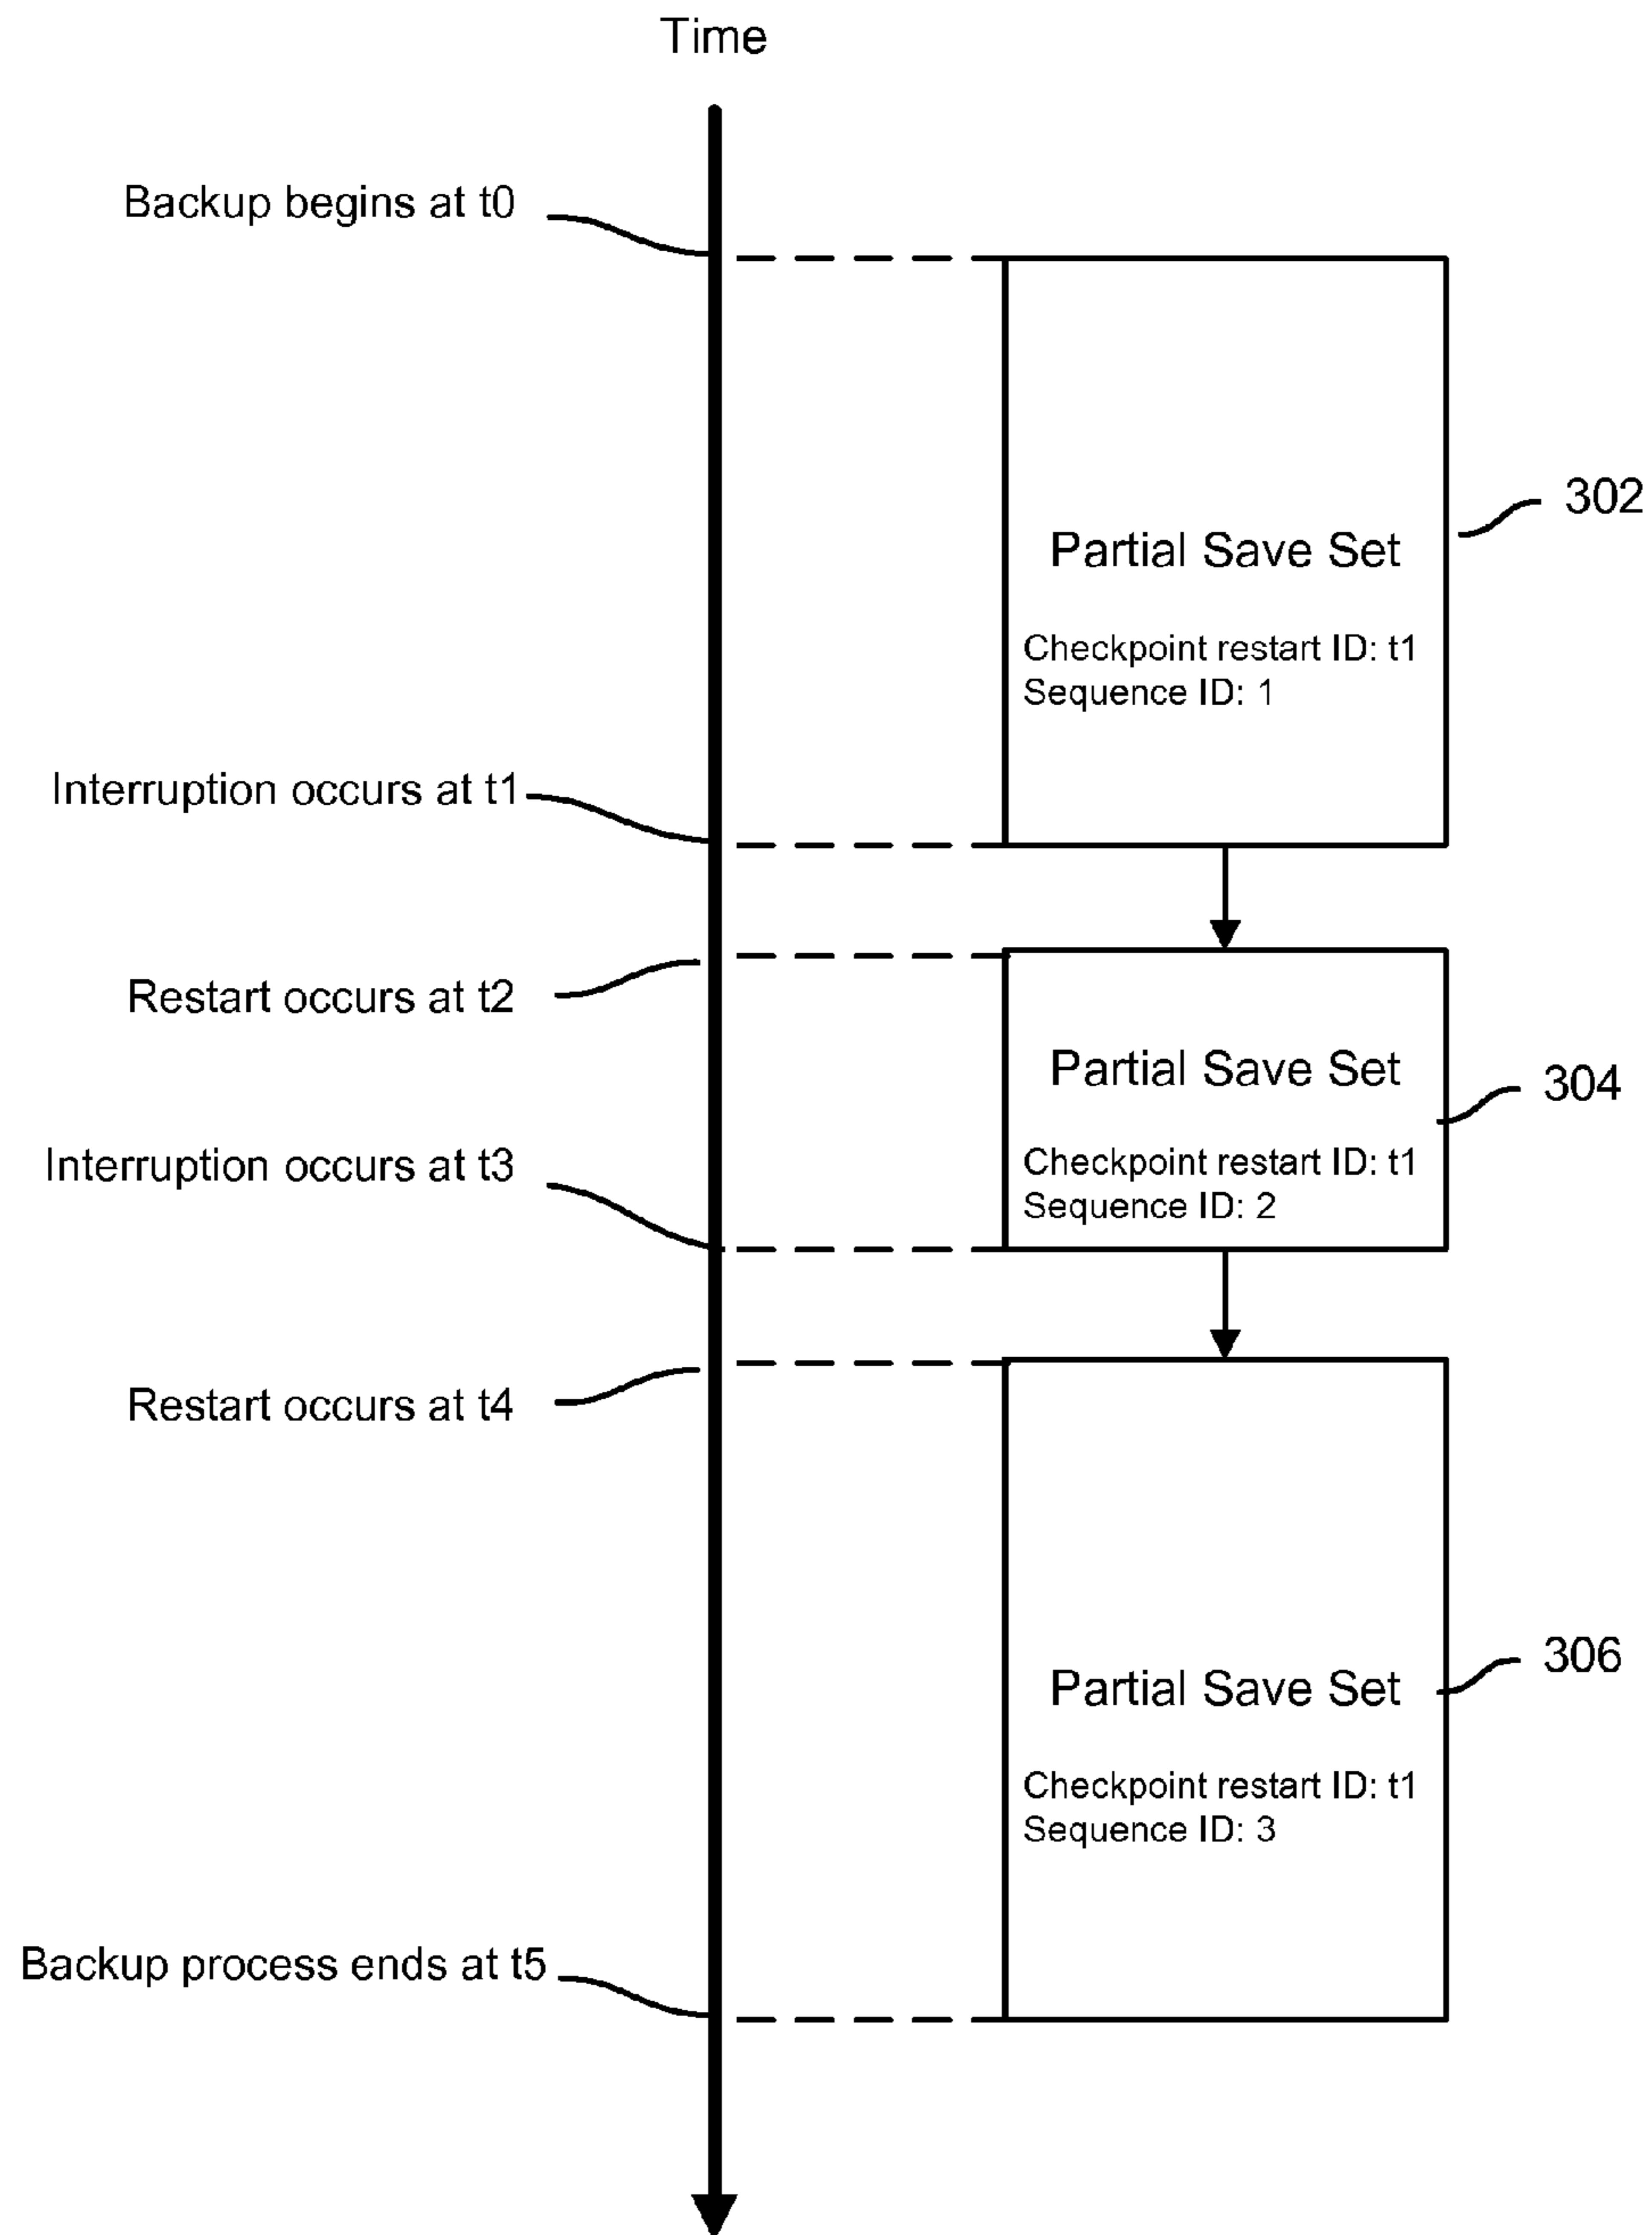 Time
Backup begins at t0
302
Partial Save Set
Checkpoint restart ID: t1
Sequence ID: 1
Interruption occurs at t1
Restart occurs at t2
Partial Save Set
304
Checkpoint restart ID: t1
Sequence ID: 2
Interruption occurs at t3
Restart occurs at t4
306
Partial Save Set
Checkpoint restart ID: t1
Sequence ID: 3
Backup process ends at t5